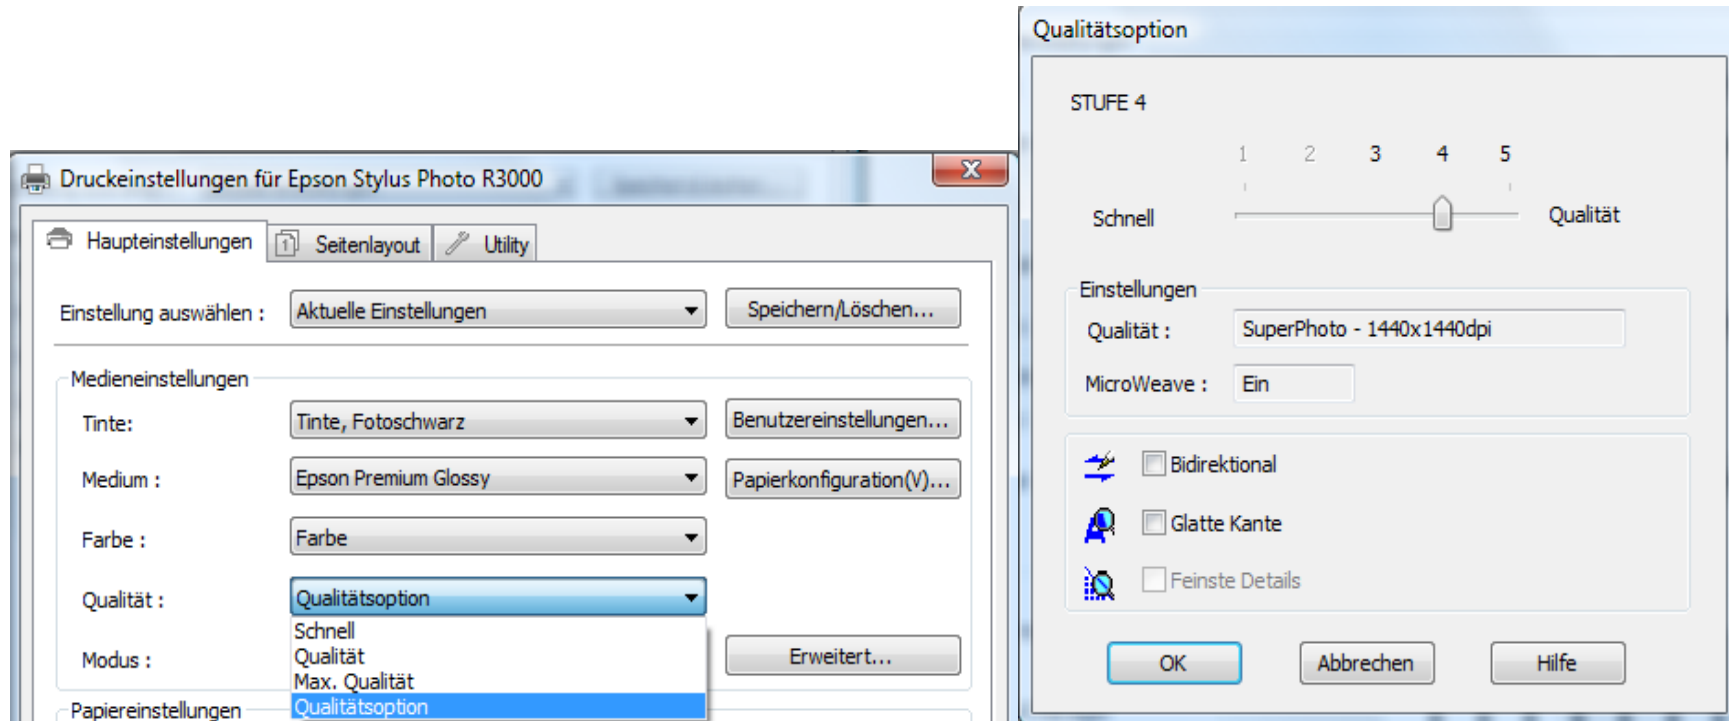 Druckeinstellungen für Epson Stylus Photo R3000
Haupteinstellungen
1 Seitenlayout
Utility
Einstellung auswählen :
Aktuelle Einstellungen
Speichern/Löschen...
Medieneinstellungen
Tinte:
Tinte, Fotoschwarz
Benutzereinstellungen...
Medium :
Epson Premium Glossy
Papierkonfiguration(V)...
Farbe :
Farbe
Qualität :
Qualitätsoption
Schnell
Qualität
Max. Qualität
Qualitätsoption
Modus :
Erweitert...
Papiereinstellungen
Qualitätsoption
STUFE 4
1 2 3 4 5
Schnell
Qualität
Einstellungen
Qualität :
SuperPhoto - 1440x1440dpi
MicroWeave :
Ein
Bidirektional
Glatte Kante
Feinste Details
OK
Abbrechen
Hilfe